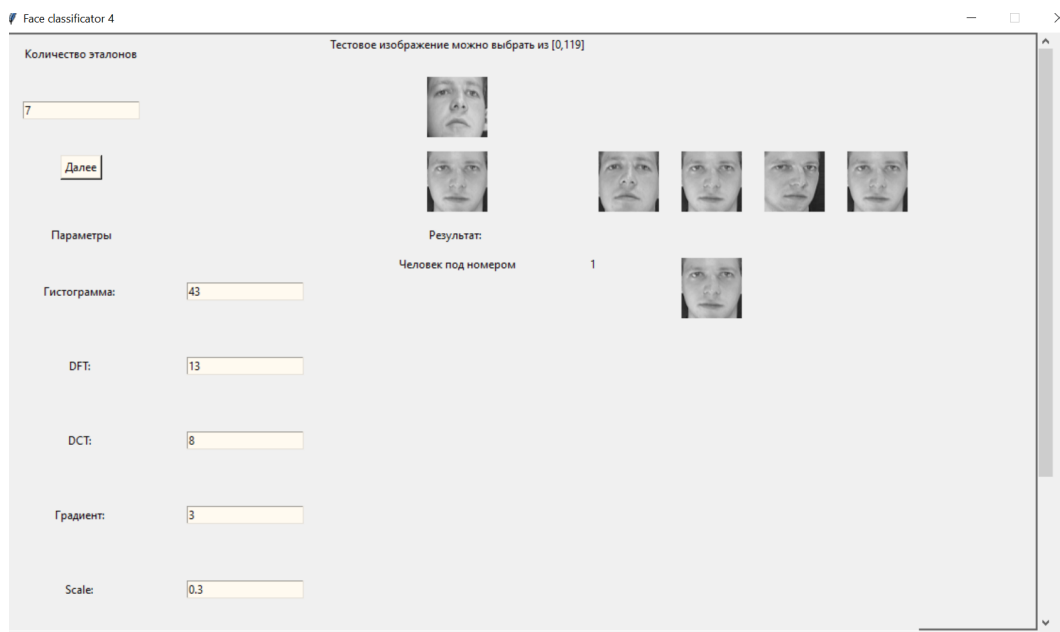 Face classificator 4
Количество эталонов
Тестовое изображение можно выбрать из [0,119]
7
Далее
Параметры
Результат:
Человек под номером 1
Гистограмма: 43
DFT: 13
DCT: 8
Градиент: 3
Scale: 0.3